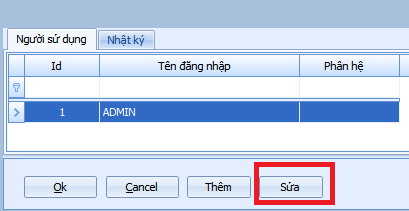 Người sử dụng Nhật ký
Id Tên đăng nhập Phân hệ
1 ADMIN
Ok Cancel Thêm Sửa